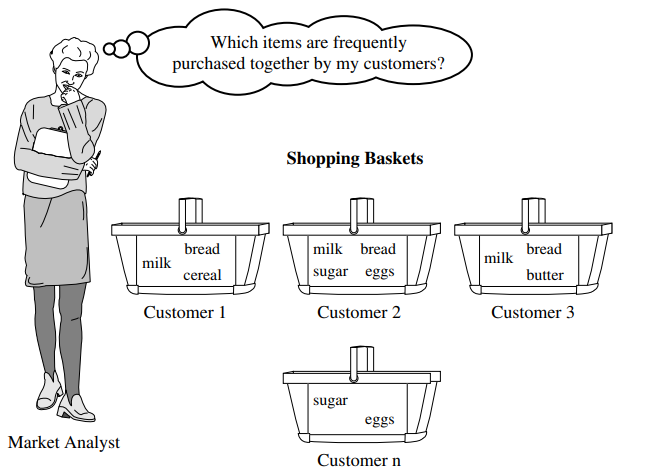 Which items are frequently
purchased together by my customers?
Shopping Baskets
milk bread
cereal
milk bread
sugar eggs
milk bread
butter
Customer 1
Customer 2
Customer 3
sugar
eggs
Market Analyst
Customer n